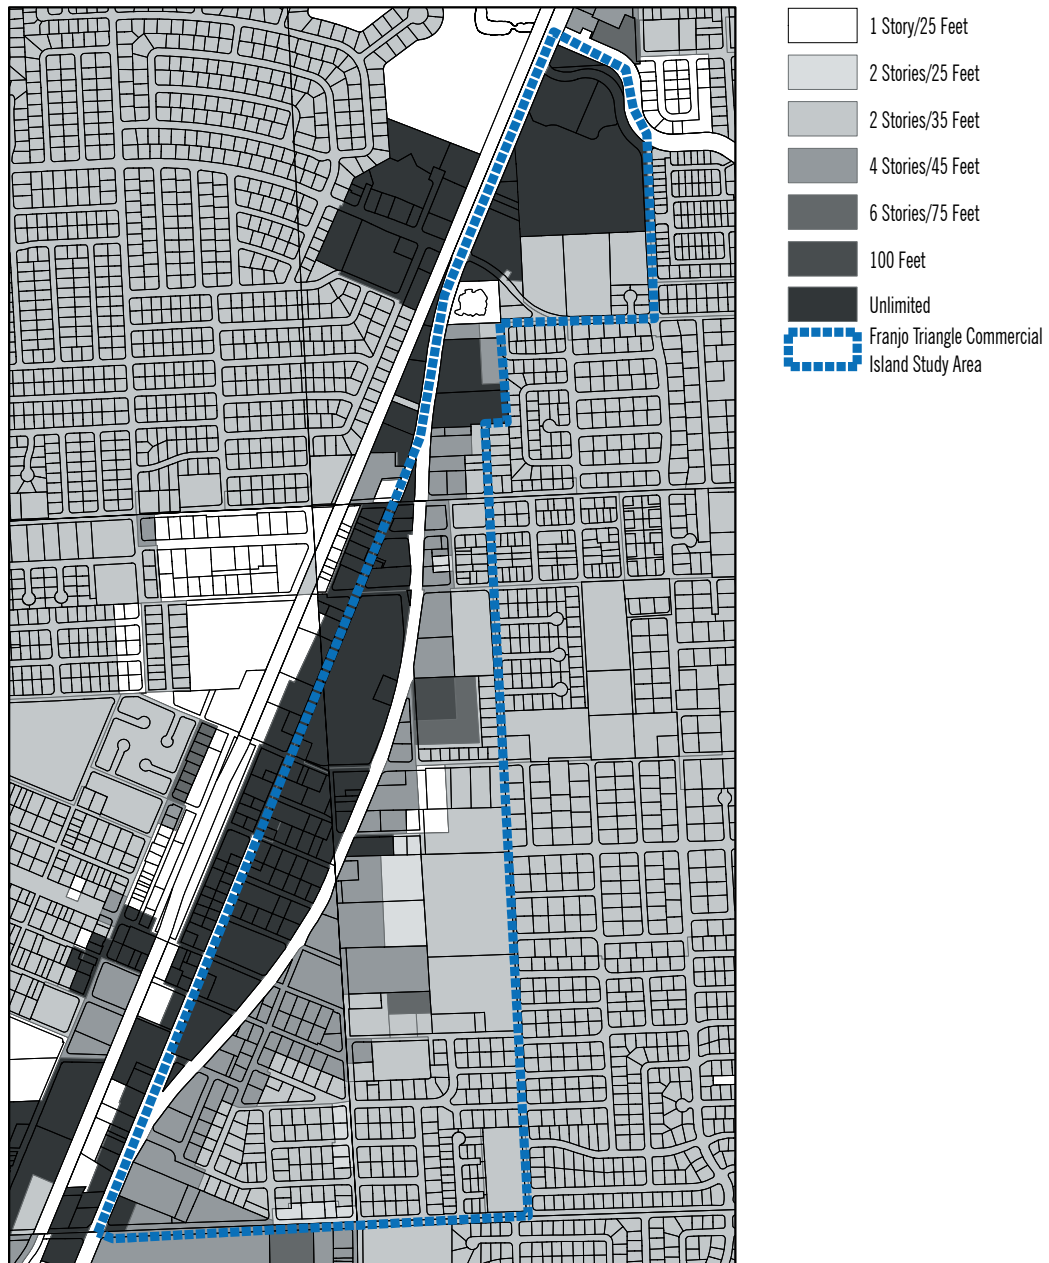 1 Story/25 Feet
2 Stories/25 Feet
2 Stories/35 Feet
4 Stories/45 Feet
6 Stories/75 Feet
100 Feet
Unlimited
Franjo Triangle Commercial
Island Study Area